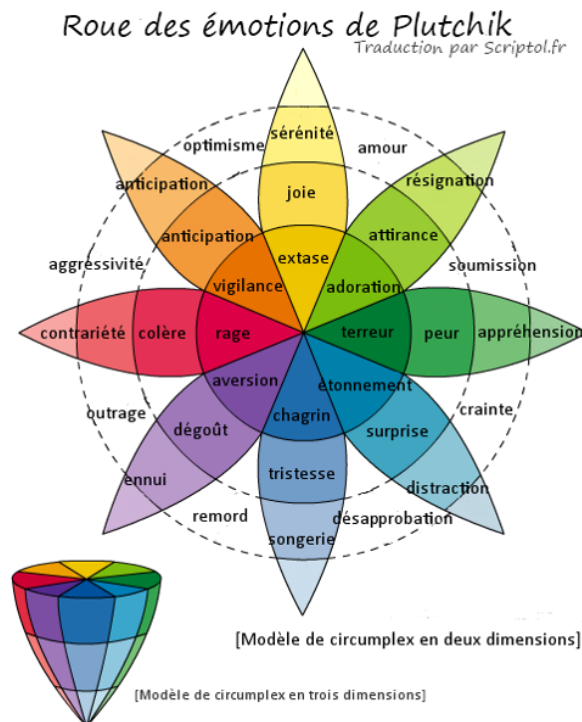 Roue des émotions de Plutchik
Traduction par Scriptol.fr
optimisme
sérénité
amour
anticipation
résignation
joie
anticipation
attirance
aggressivité
extase
soumission
vigilance
adoration
contrariété
colère
rage
terreur
peur
appréhension
aversion
étonnement
outrage
chagrin
crainte
dégoût
surprise
ennui
tristesse
distraction
remord
désapprobation
songerie
[Modèle de circumplex en deux dimensions]
[Modèle de circumplex en trois dimensions]